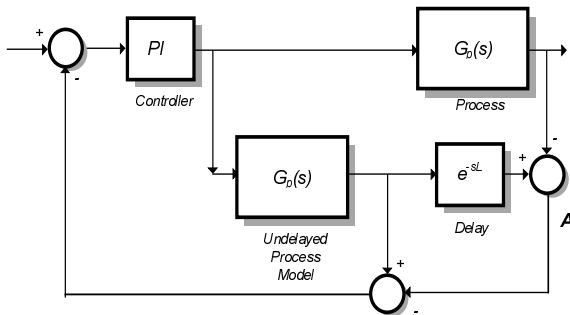 +
-
PI
Controller
Gp(s)
Process
-
Gp(s)
Undelayed
Process
Model
e-sL
Delay
+
A
+
-